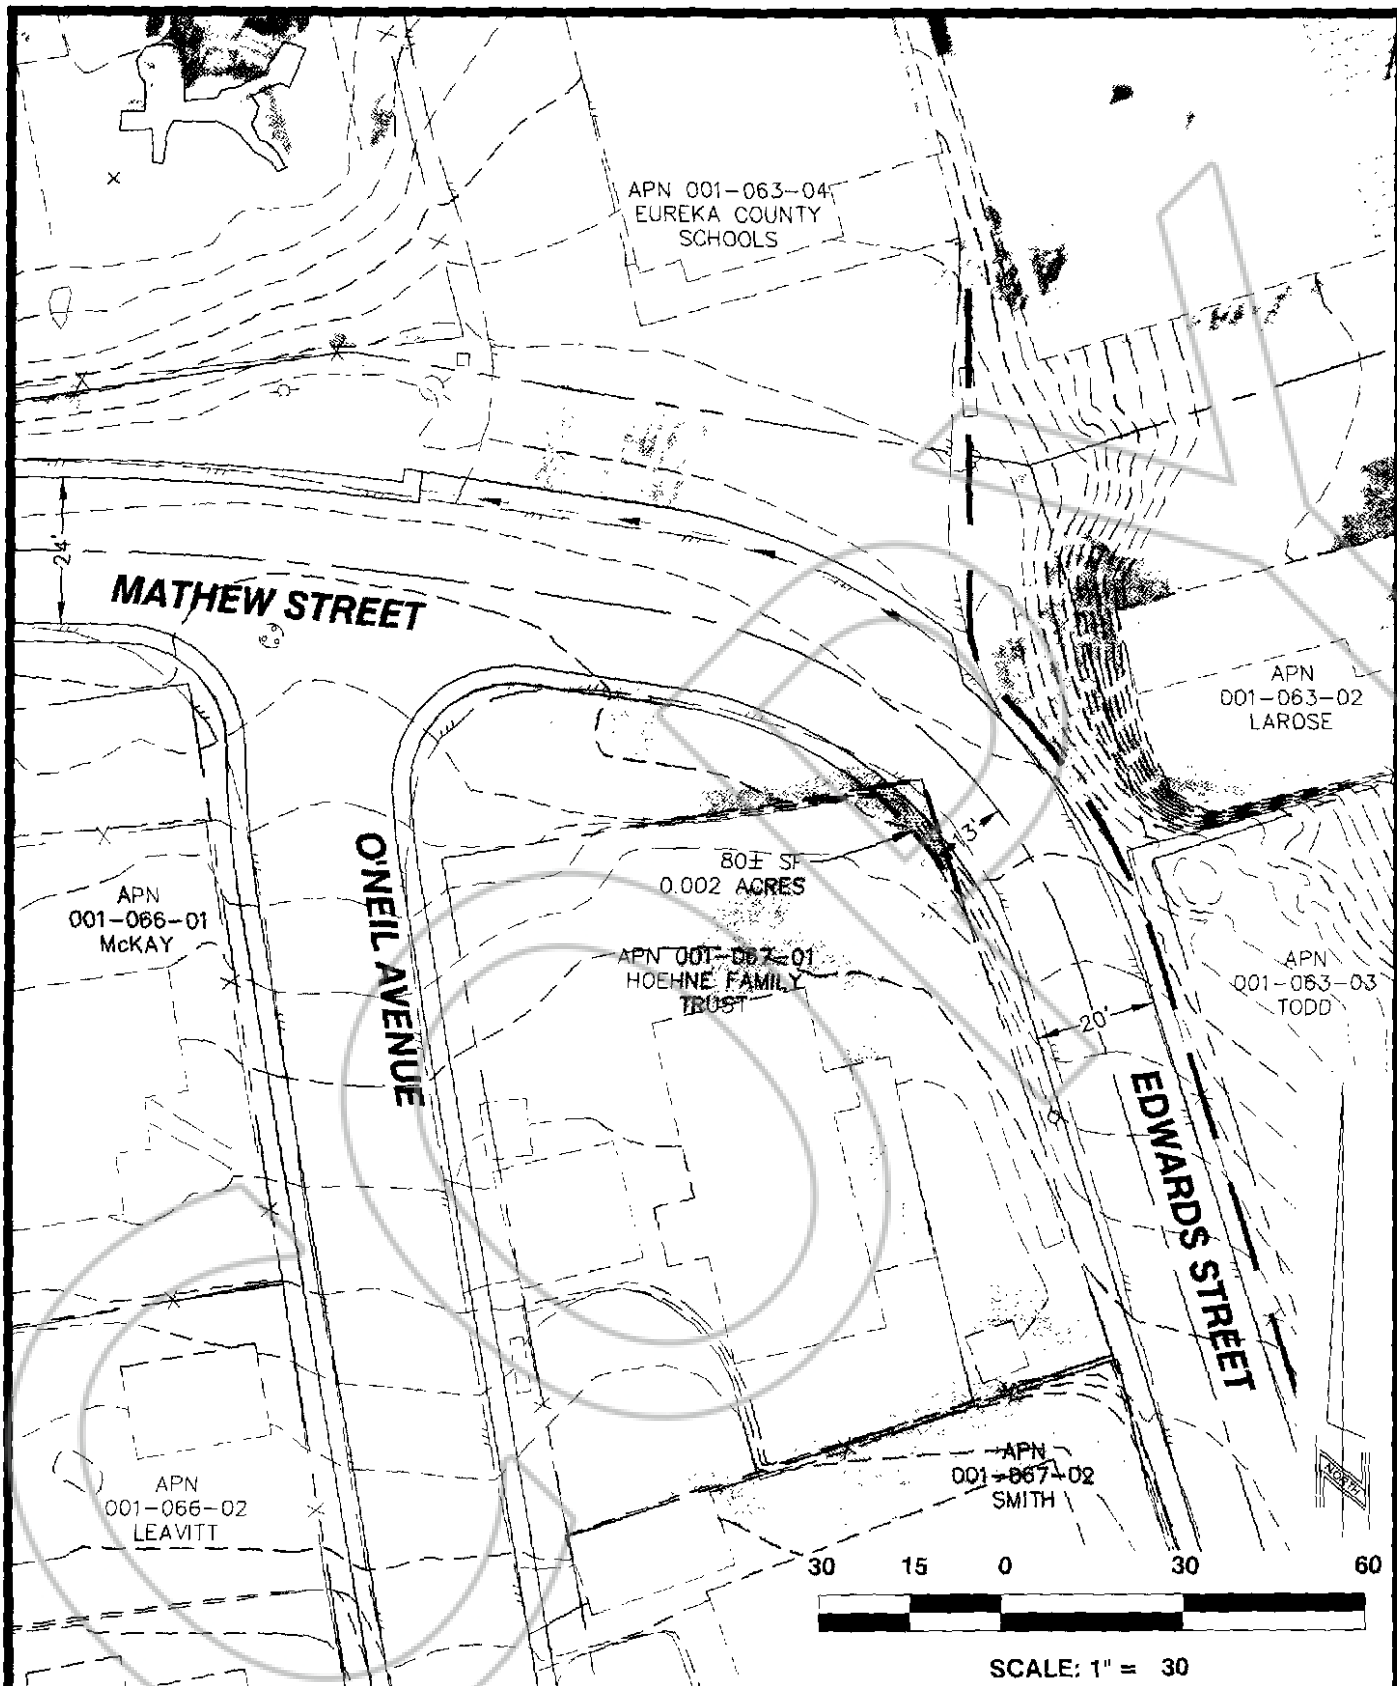 APN 001-063-04
EUREKA COUNTY
SCHOOLS
24'
MATHEW STREET
APN
001-063-02
LAROSE
13'
80± SF
0.002 ACRES
O'NEIL AVENUE
APN
001-066-01
McKAY
APN 001-067-01
HOEHNE FAMILY
TRUST
APN
001-063-03
TODD
20'
EDWARDS STREET
APN
001-066-02
LEAVITT
APN
001-067-02
SMITH
NORTH
30 15 0 30 60
SCALE: 1" = 30
COPY